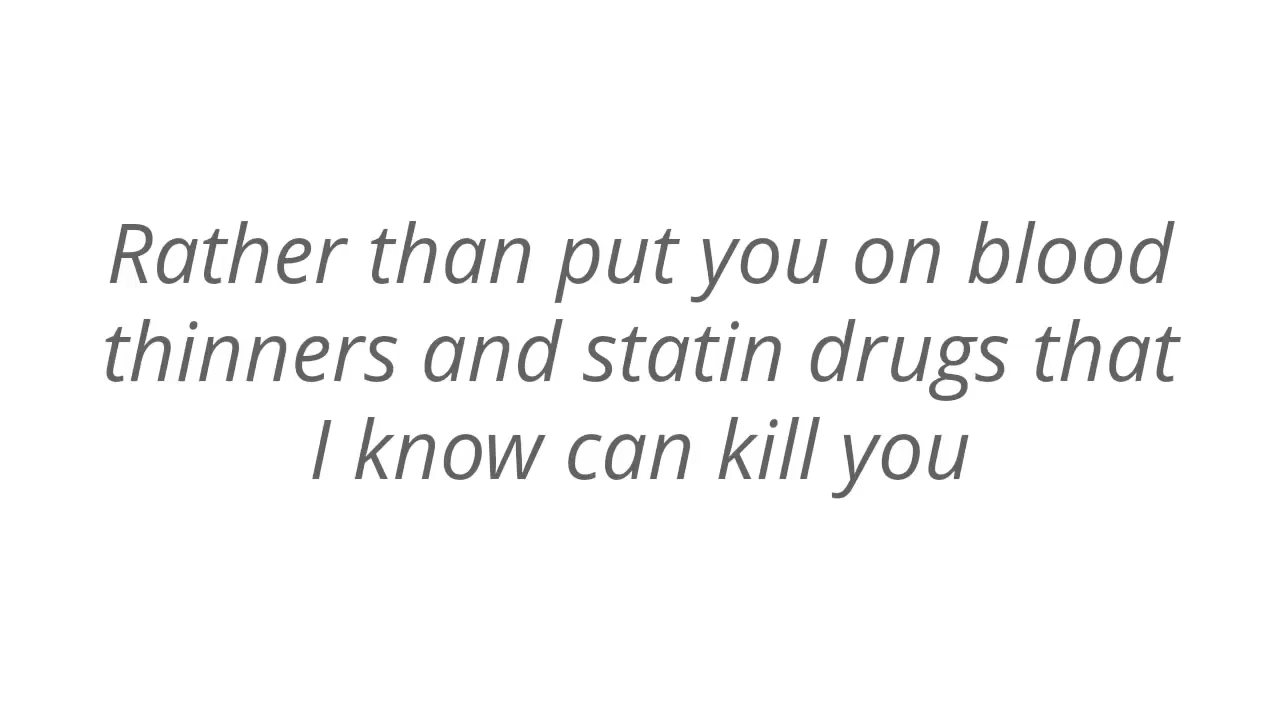 Rather than put you on blood
thinners and statin drugs that
I know can kill you